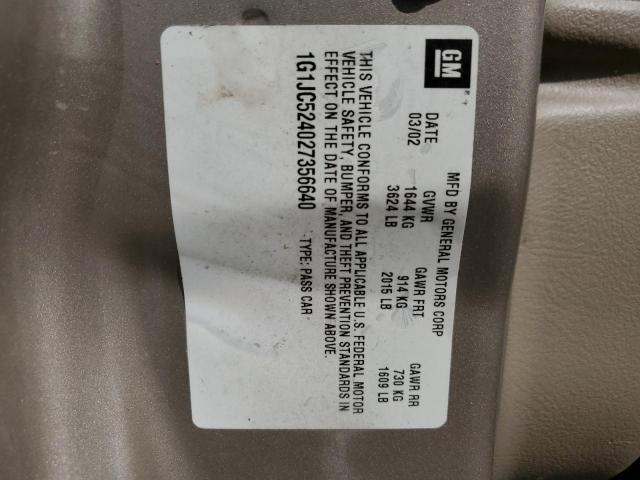 GM
MFD BY GENERAL MOTORS CORP
DATE GVWR GAWR FRT GAWR RR
03/02 1644 KG 914 KG 730 KG
3624 LB 2015 LB 1609 LB
THIS VEHICLE CONFORMS TO ALL APPLICABLE U.S. FEDERAL MOTOR
VEHICLE SAFETY, BUMPER, AND THEFT PREVENTION STANDARDS IN
EFFECT ON THE DATE OF MANUFACTURE SHOWN ABOVE.
1G1JC524027356640 TYPE: PASS CAR